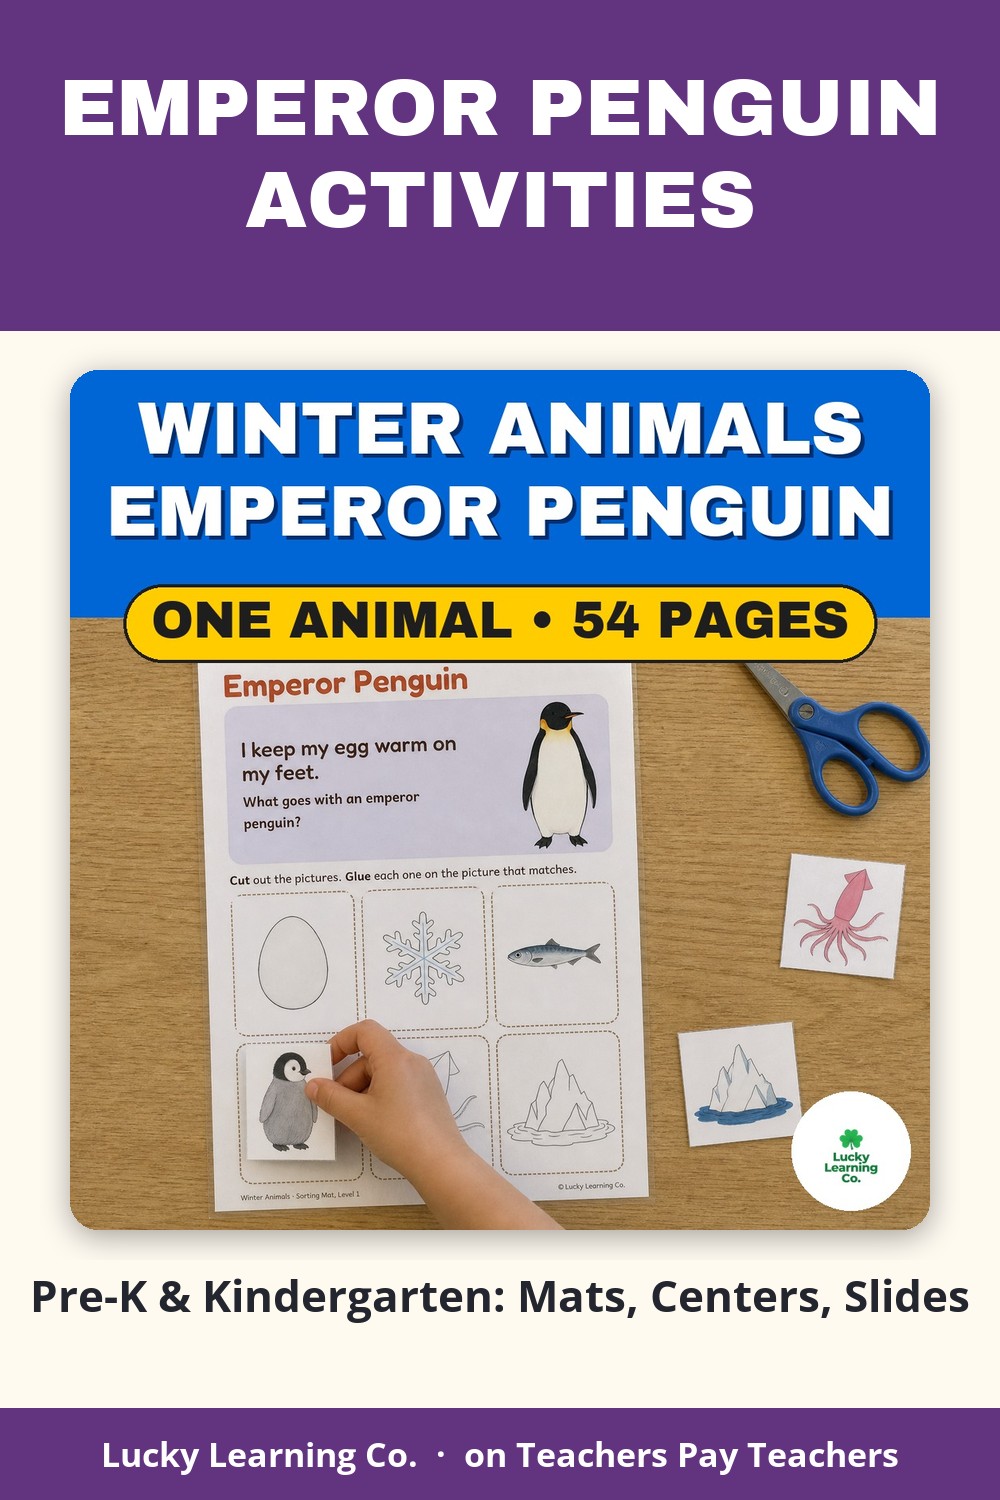 EMPEROR PENGUIN
ACTIVITIES
WINTER ANIMALS
EMPEROR PENGUIN
ONE ANIMAL • 54 PAGES
Emperor Penguin
I keep my egg warm on
my feet.
What goes with an emperor
penguin?
Cut out the pictures. Glue each one on the picture that matches.
Winter Animals - Sorting Mat, Level 1
© Lucky Learning Co.
Lucky
Learning
Co.
Pre-K & Kindergarten: Mats, Centers, Slides
Lucky Learning Co. · on Teachers Pay Teachers